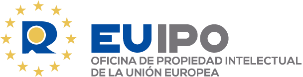 R
EUIPO
OFICINA DE PROPIEDAD INTELECTUAL
DE LA UNIÓN EUROPEA